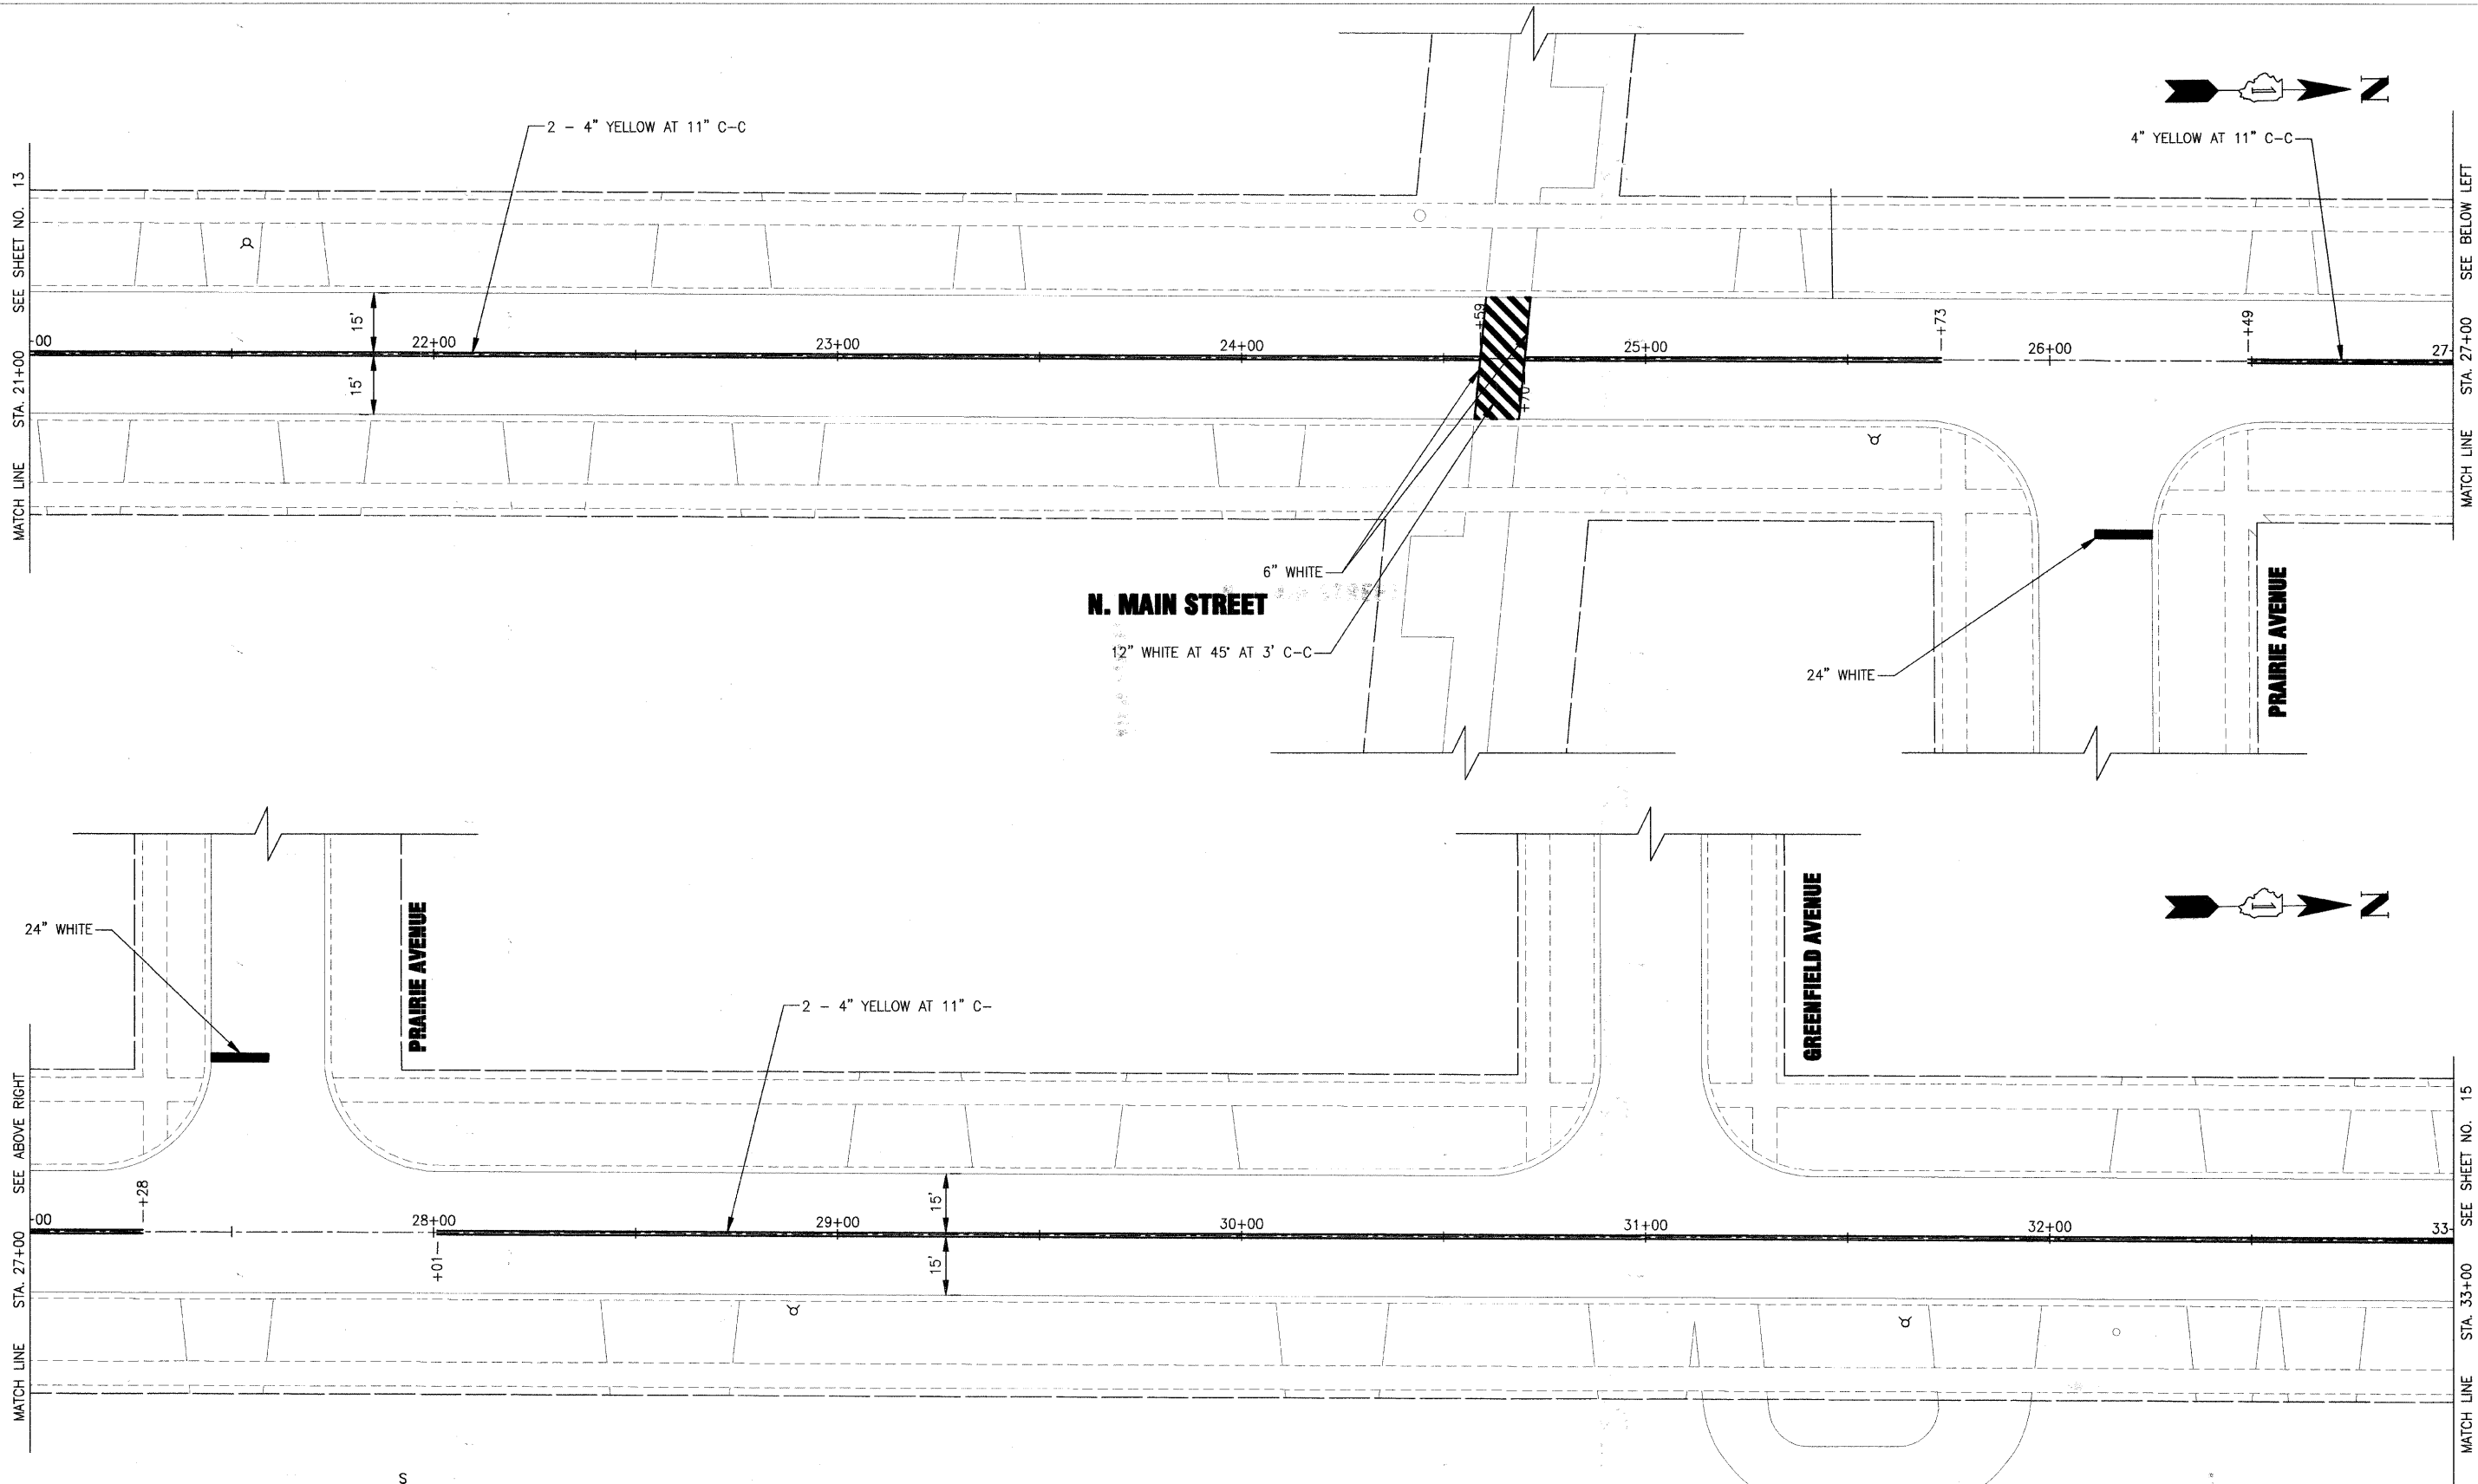 N
2 - 4" YELLOW AT 11" C-C
4" YELLOW AT 11" C-C
MATCH LINE STA. 21+00 SEE SHEET NO. 13
MATCH LINE STA. 27+00 SEE BELOW LEFT
15'
15'
00
22+00
23+00
24+00
+59
+70
25+00
+73
26+00
+49
27
6" WHITE
N. MAIN STREET
12" WHITE AT 45° AT 3' C-C
24" WHITE
PRAIRIE AVENUE
24" WHITE
PRAIRIE AVENUE
GREENFIELD AVENUE
N
2 - 4" YELLOW AT 11" C-
MATCH LINE STA. 27+00 SEE ABOVE RIGHT
MATCH LINE STA. 33+00 SEE SHEET NO. 15
00
+28
28+00
+01
29+00
15'
15'
30+00
31+00
32+00
33
S